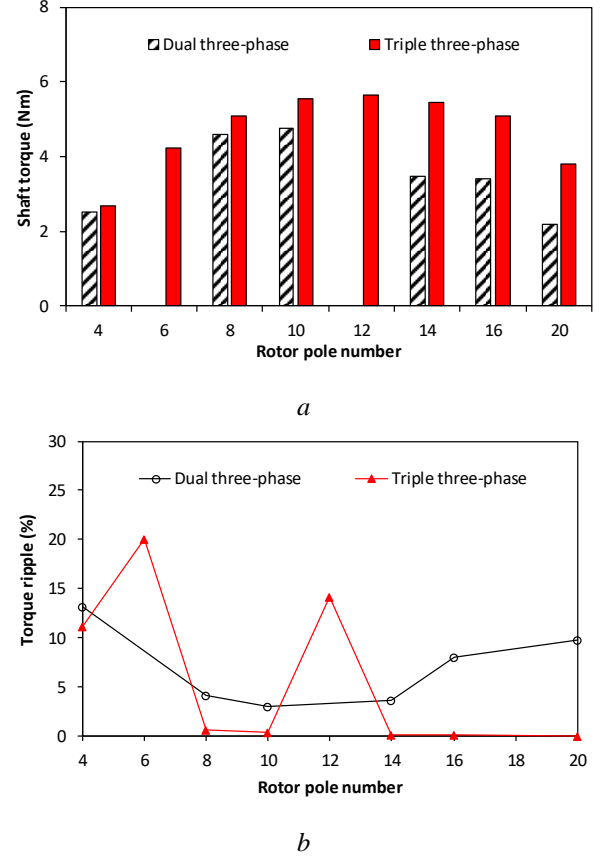 8
Dual three-phase
Triple three-phase
6
4
2
0
Shaft torque (Nm)
4 6 8 10 12 14 16 20
Rotor pole number
a
30
Dual three-phase
Triple three-phase
25
20
15
10
5
0
Torque ripple (%)
4 6 8 10 12 14 16 18 20
Rotor pole number
b